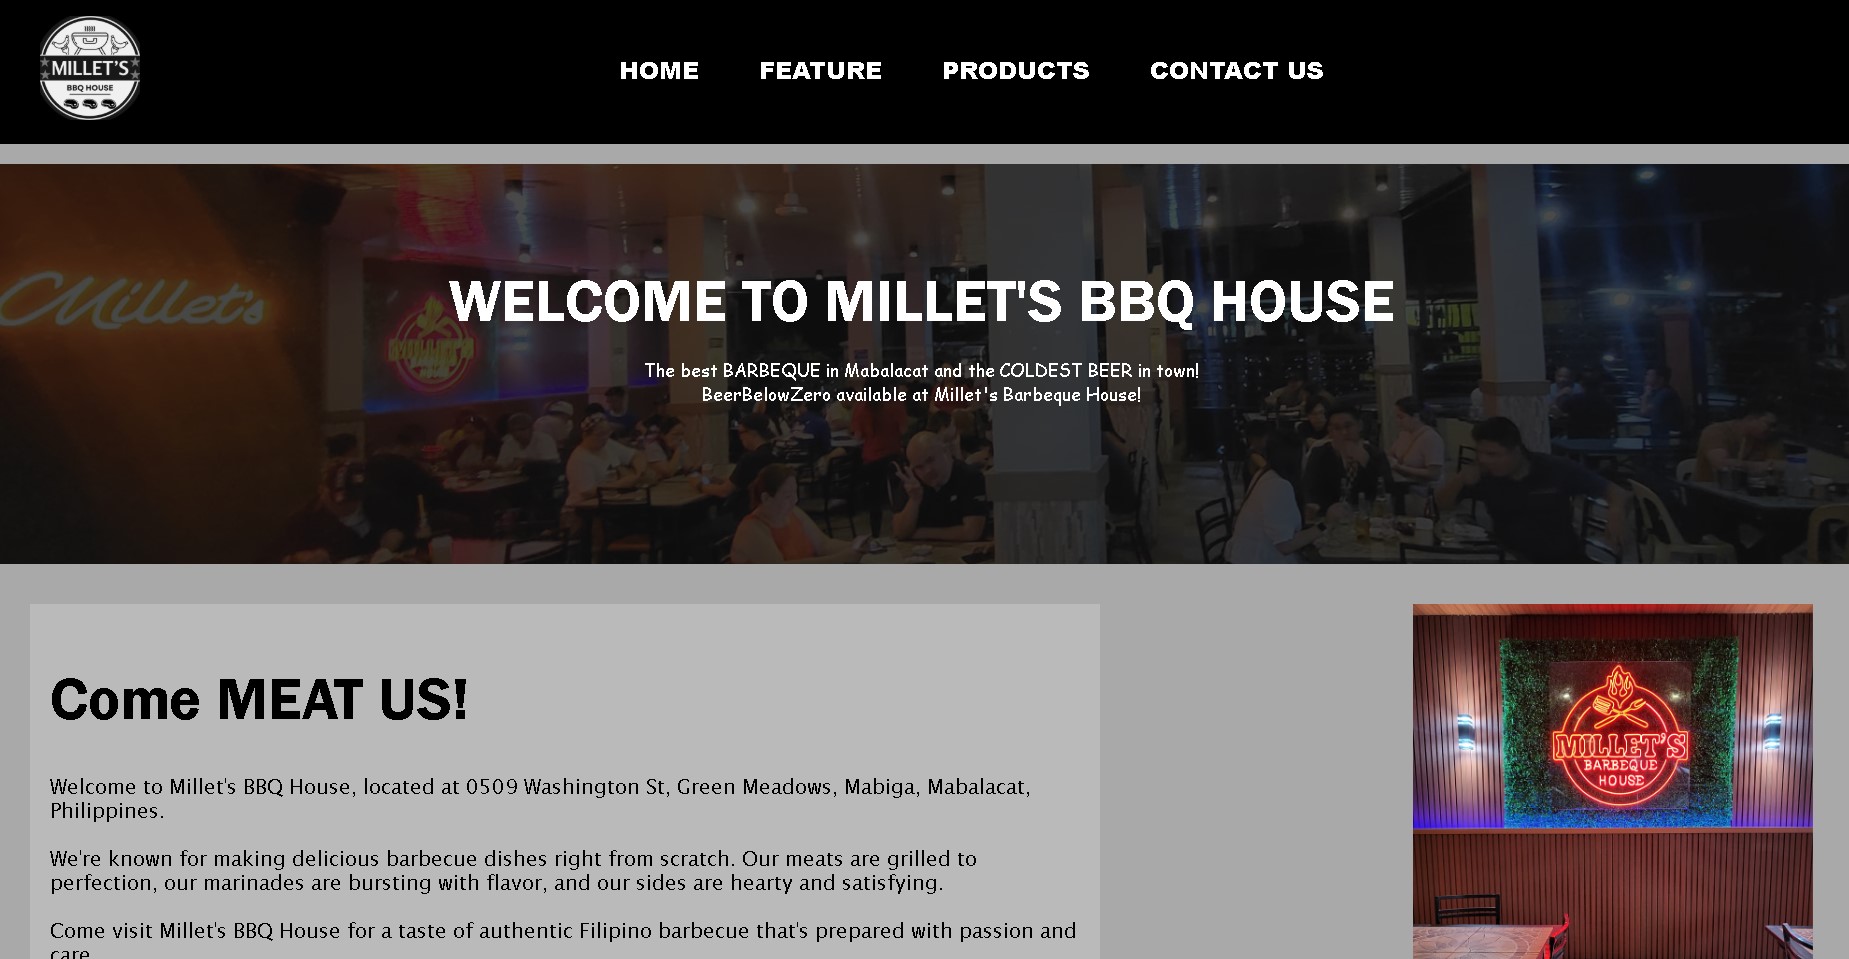 MILLET'S
BBQ HOUSE
HOME FEATURE PRODUCTS CONTACT US
Millet's
MILLET'S
WELCOME TO MILLET'S BBQ HOUSE
The best BARBEQUE in Mabalacat and the COLDEST BEER in town!
BeerBelowZero available at Millet's Barbeque House!
Come MEAT US!
Welcome to Millet's BBQ House, located at 0509 Washington St, Green Meadows, Mabiga, Mabalacat,
Philippines.
We're known for making delicious barbecue dishes right from scratch. Our meats are grilled to
perfection, our marinades are bursting with flavor, and our sides are hearty and satisfying.
Come visit Millet's BBQ House for a taste of authentic Filipino barbecue that's prepared with passion and
care
MILLET'S
BARBEQUE
HOUSE